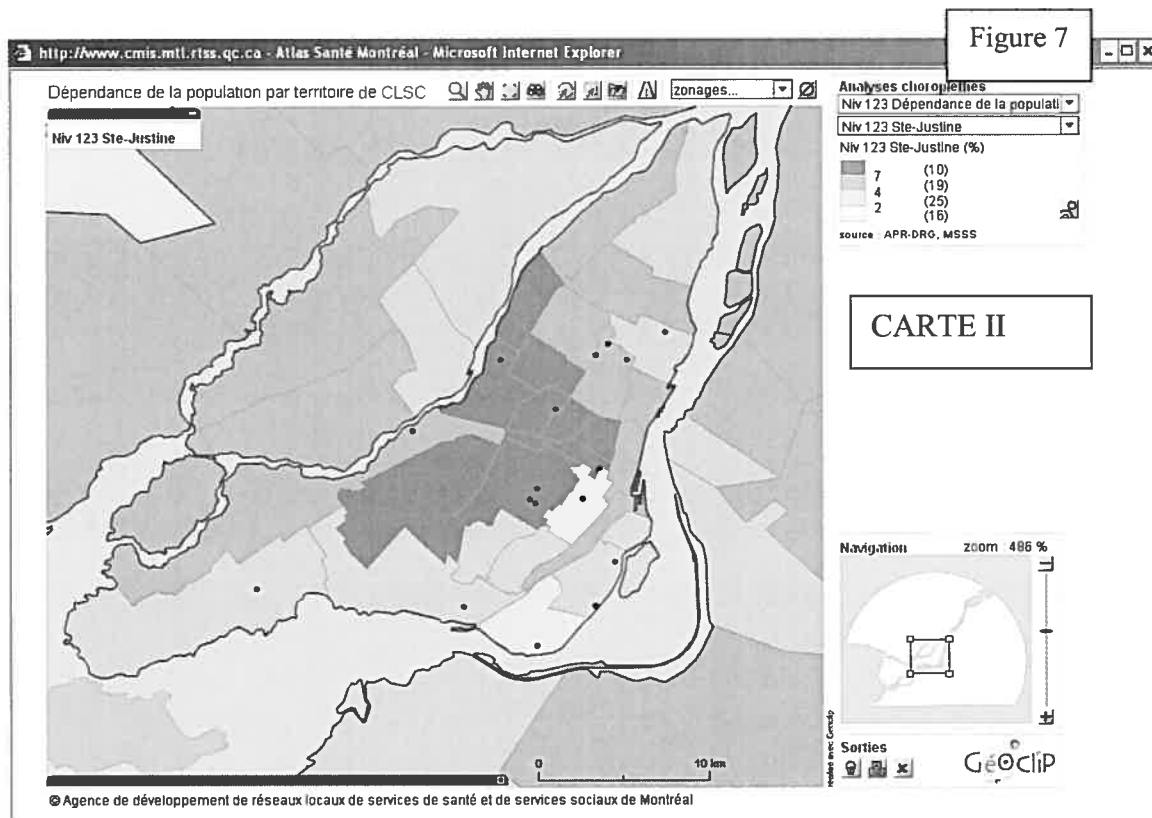 Figure 7
http://www.cmis.mtl.rtss.qc.ca - Atlas Santé Montréal - Microsoft Internet Explorer
Dépendance de la population par territoire de CLSC
zonages...
Niv 123 Ste-Justine
Analyses choroplèthes
Niv 123 Dépendance de la populati
Niv 123 Ste-Justine
Niv 123 Ste-Justine (%)
7 (10)
4 (19)
2 (25)
(16)
source : APR-DRG, MSSS
CARTE II
Navigation zoom : 486 %
0 10 km
réalisé avec Géoclip
Sorties
Géoclip
© Agence de développement de réseaux locaux de services de santé et de services sociaux de Montréal